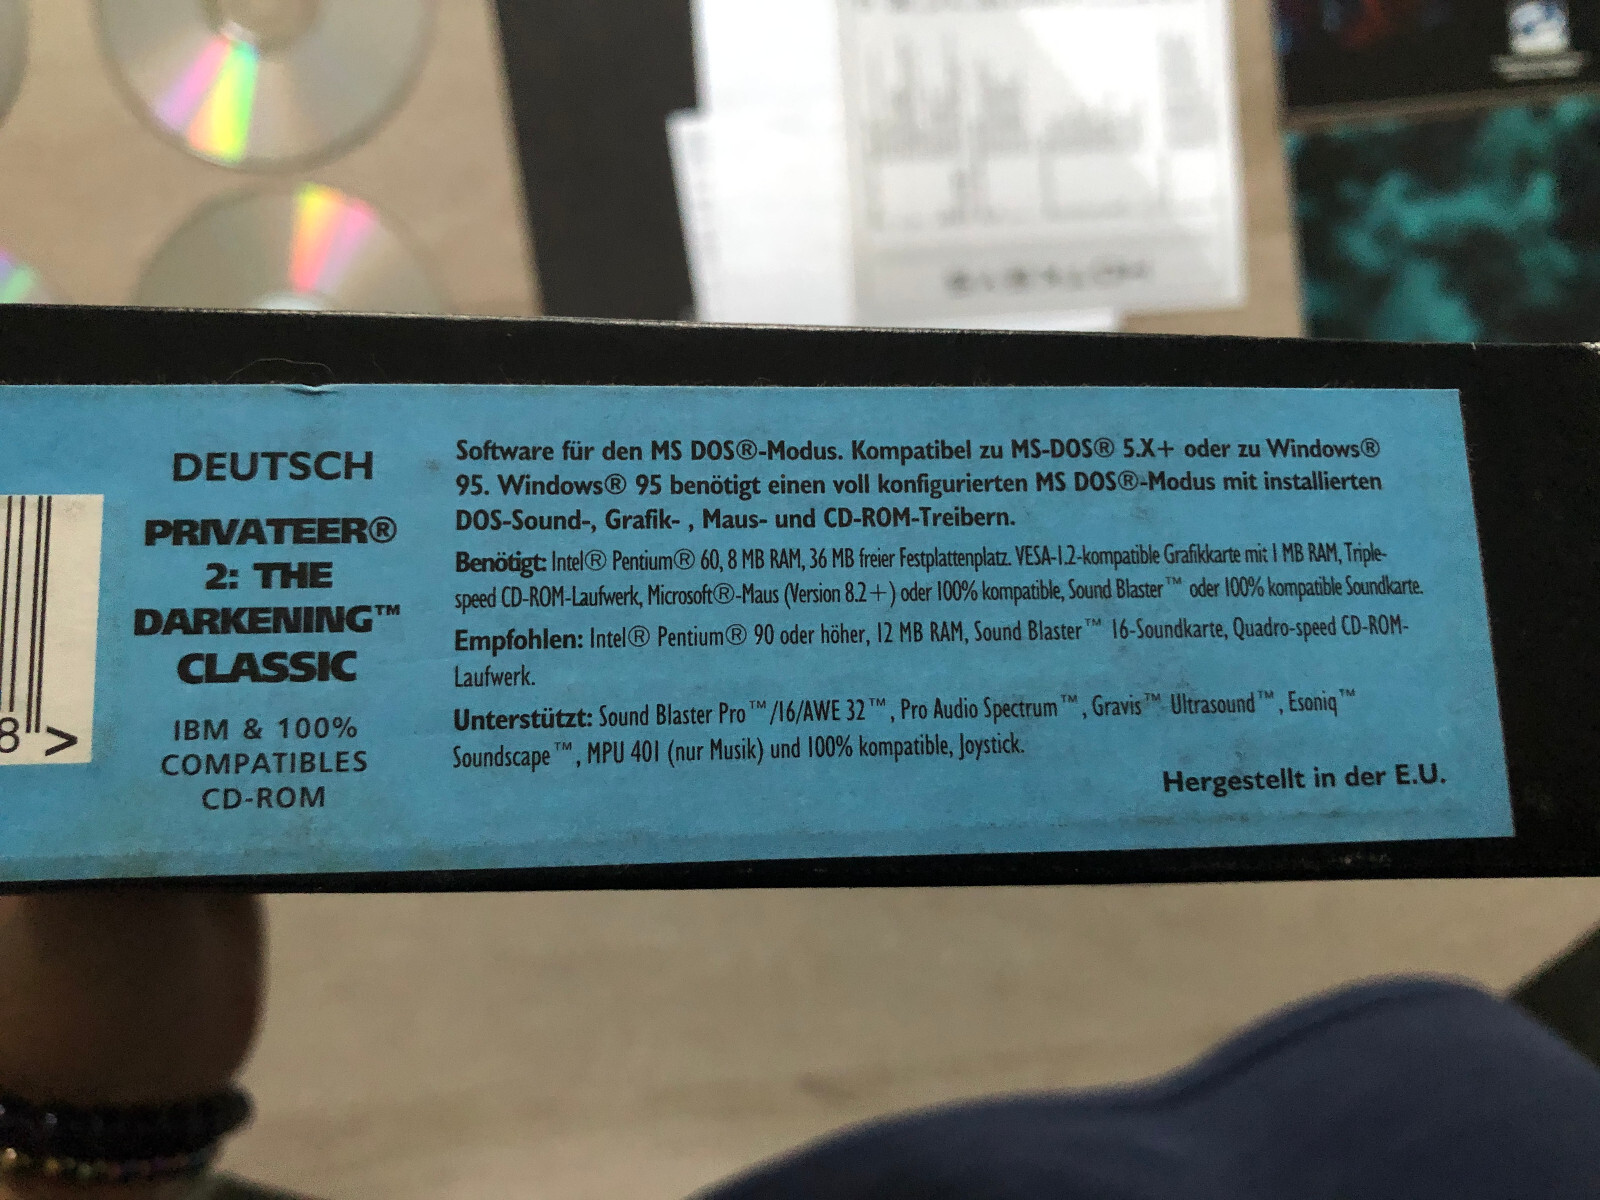 DEUTSCH
PRIVATEER®
2: THE
DARKENING™
CLASSIC
IBM & 100%
COMPATIBLES
CD-ROM
8 >
Software für den MS DOS®-Modus. Kompatibel zu MS-DOS® 5.X+ oder zu Windows®
95. Windows® 95 benötigt einen voll konfigurierten MS DOS®-Modus mit installierten
DOS-Sound-, Grafik- , Maus- und CD-ROM-Treibern.
Benötigt: Intel® Pentium® 60, 8 MB RAM, 36 MB freier Festplattenplatz. VESA-1.2-kompatible Grafikkarte mit 1 MB RAM, Triple-
speed CD-ROM-Laufwerk, Microsoft®-Maus (Version 8.2+) oder 100% kompatible, Sound Blaster™ oder 100% kompatible Soundkarte.
Empfohlen: Intel® Pentium® 90 oder höher, 12 MB RAM, Sound Blaster™ 16-Soundkarte, Quadro-speed CD-ROM-
Laufwerk.
Unterstützt: Sound Blaster Pro™/16/AWE 32™, Pro Audio Spectrum™, Gravis™ Ultrasound™, Esoniq™
Soundscape™, MPU 401 (nur Musik) und 100% kompatible, Joystick.
Hergestellt in der E.U.